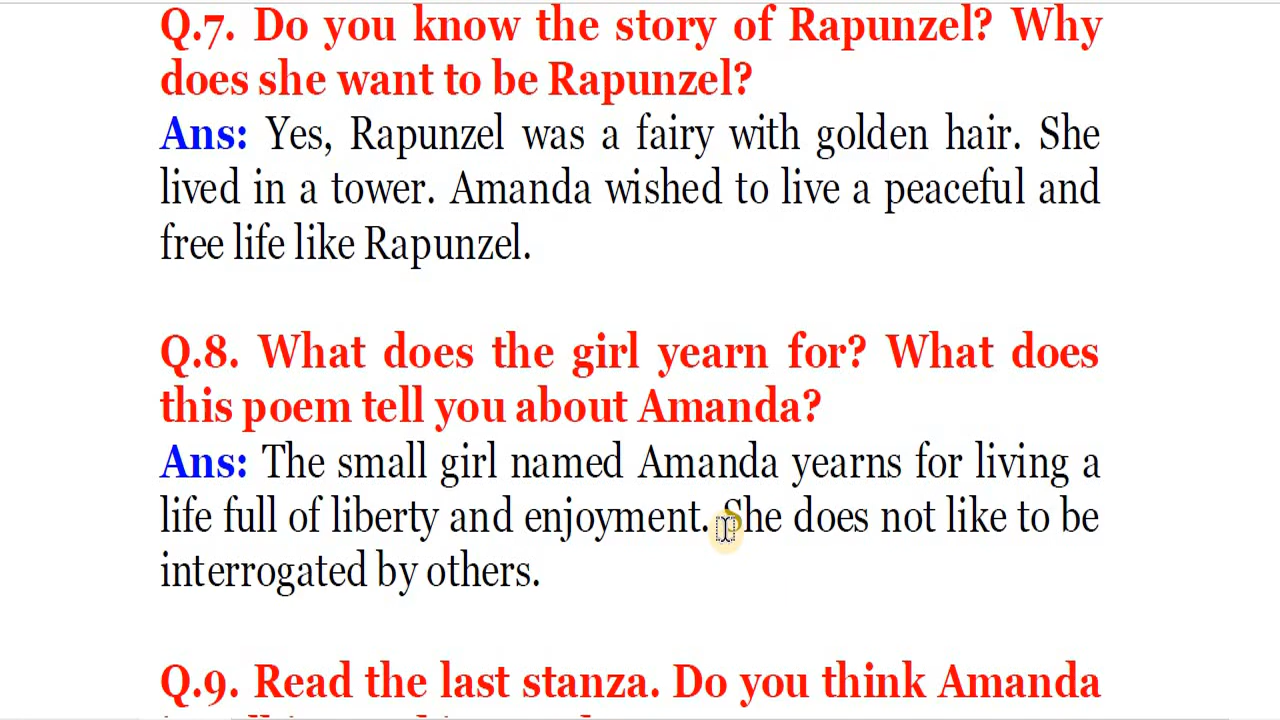 Q.7. Do you know the story of Rapunzel? Why
does she want to be Rapunzel?
Ans: Yes, Rapunzel was a fairy with golden hair. She
lived in a tower. Amanda wished to live a peaceful and
free life like Rapunzel.
Q.8. What does the girl yearn for? What does
this poem tell you about Amanda?
Ans: The small girl named Amanda yearns for living a
life full of liberty and enjoyment. She does not like to be
interrogated by others.
Q.9. Read the last stanza. Do you think Amanda